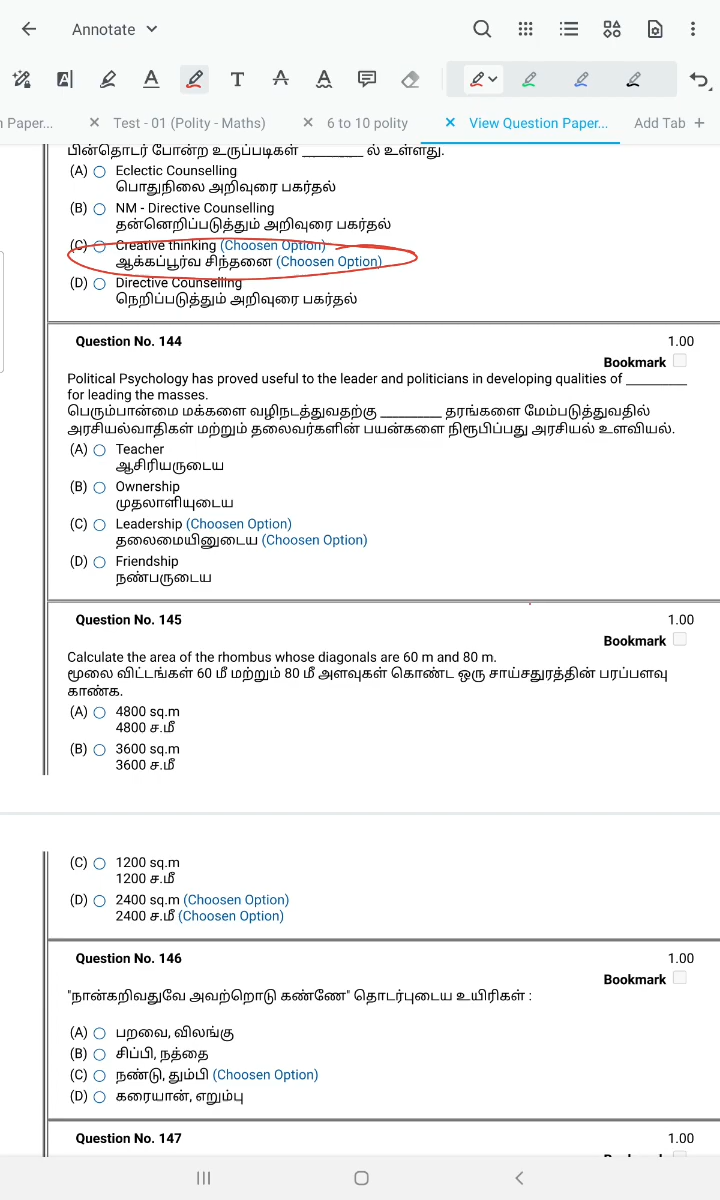 Annotate
n Paper...
Test - 01 (Polity - Maths)
6 to 10 polity
View Question Paper...
Add Tab +
பின்தொடர் போன்ற உருப்படிகள் ________ ல் உள்ளது.
(A) Eclectic Counselling
பொதுநிலை அறிவுரை பகர்தல்
(B) NM - Directive Counselling
தன்னெறிப்படுத்தும் அறிவுரை பகர்தல்
(C) Creative thinking (Choosen Option)
ஆக்கப்பூர்வ சிந்தனை (Choosen Option)
(D) Directive Counselling
நெறிப்படுத்தும் அறிவுரை பகர்தல்
Question No. 144 1.00
Bookmark
Political Psychology has proved useful to the leader and politicians in developing qualities of ________
for leading the masses.
பெரும்பான்மை மக்களை வழிநடத்துவதற்கு ________ தரங்களை மேம்படுத்துவதில்
அரசியல்வாதிகள் மற்றும் தலைவர்களின் பயன்களை நிரூபிப்பது அரசியல் உளவியல்.
(A) Teacher
ஆசிரியருடைய
(B) Ownership
முதலாளியுடைய
(C) Leadership (Choosen Option)
தலைமையினுடைய (Choosen Option)
(D) Friendship
நண்பருடைய
Question No. 145 1.00
Bookmark
Calculate the area of the rhombus whose diagonals are 60 m and 80 m.
மூலை விட்டங்கள் 60 மீ மற்றும் 80 மீ அளவுகள் கொண்ட ஒரு சாய்சதுரத்தின் பரப்பளவு
காண்க.
(A) 4800 sq.m
4800 ச.மீ
(B) 3600 sq.m
3600 ச.மீ
(C) 1200 sq.m
1200 ச.மீ
(D) 2400 sq.m (Choosen Option)
2400 ச.மீ (Choosen Option)
Question No. 146 1.00
Bookmark
"நான்கறிவதுவே அவற்றொடு கண்ணே" தொடர்புடைய உயிரிகள் :
(A) பறவை, விலங்கு
(B) சிப்பி, நத்தை
(C) நண்டு, தும்பி (Choosen Option)
(D) கரையான், எறும்பு
Question No. 147 1.00